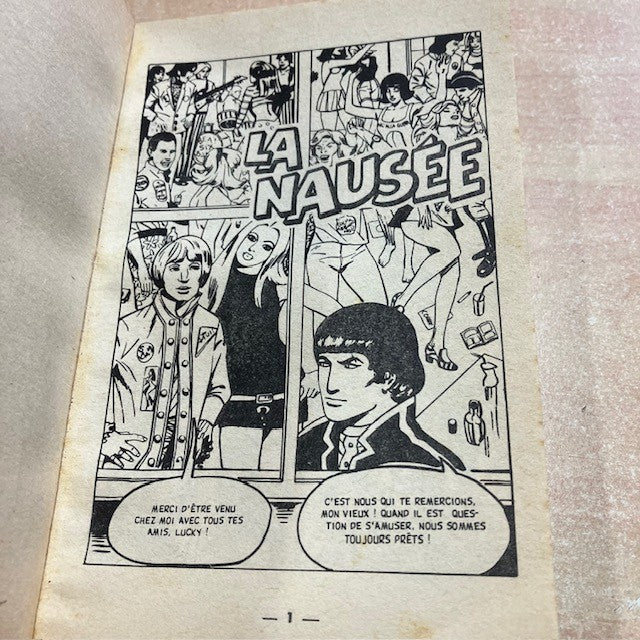 LA
NAUSÉE
MERCI D'ÊTRE VENU
CHEZ MOI AVEC TOUS TES
AMIS, LUCKY !
C'EST NOUS QUI TE REMERCIONS,
MON VIEUX ! QUAND IL EST QUES-
TION DE S'AMUSER, NOUS SOMMES
TOUJOURS PRÊTS !
— 1 —